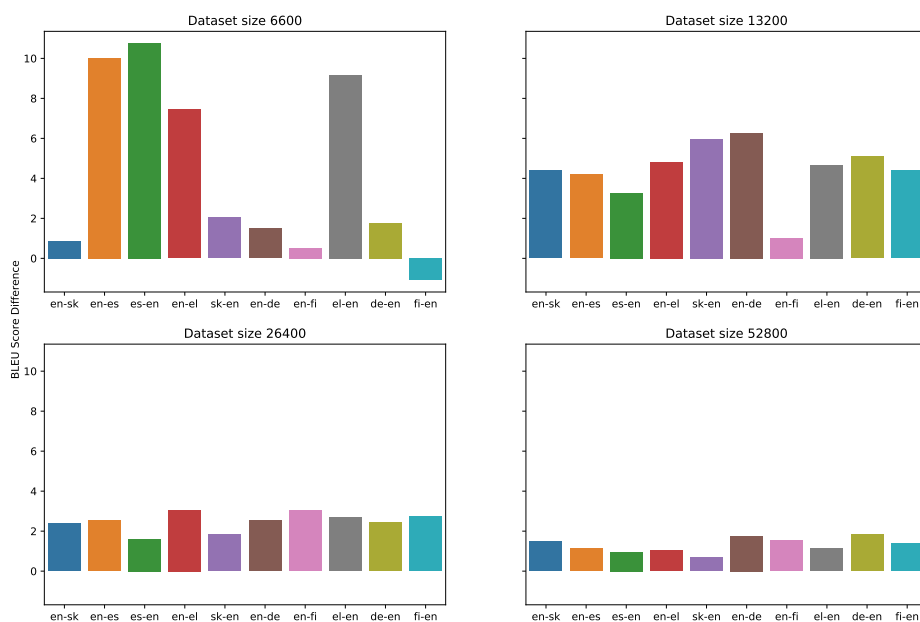 Dataset size 6600
Dataset size 13200
10
8
6
4
2
0
en-sk en-es es-en en-el sk-en en-de en-fi el-en de-en fi-en
en-sk en-es es-en en-el sk-en en-de en-fi el-en de-en fi-en
BLEU Score Difference
Dataset size 26400
Dataset size 52800
10
8
6
4
2
0
en-sk en-es es-en en-el sk-en en-de en-fi el-en de-en fi-en
en-sk en-es es-en en-el sk-en en-de en-fi el-en de-en fi-en